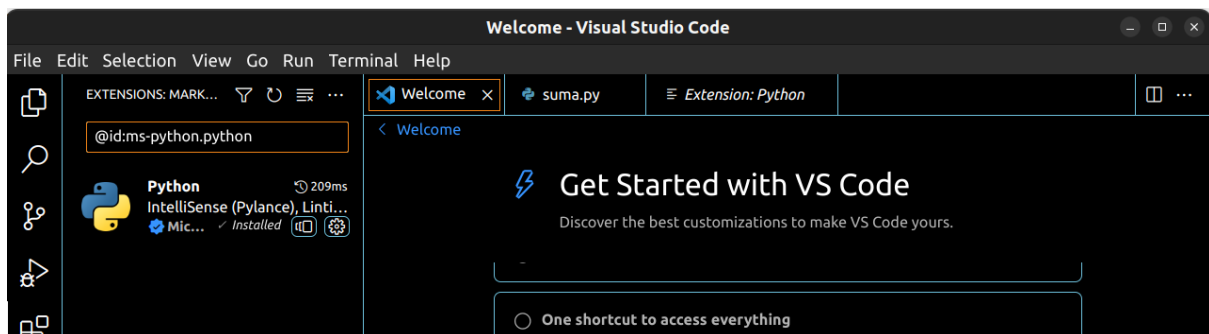 Welcome - Visual Studio Code
File Edit Selection View Go Run Terminal Help
EXTENSIONS: MARK...
Welcome
suma.py
Extension: Python
@id:ms-python.python
Welcome
Python
209ms
IntelliSense (Pylance), Linti...
Mic...
Installed
Get Started with VS Code
Discover the best customizations to make VS Code yours.
One shortcut to access everything